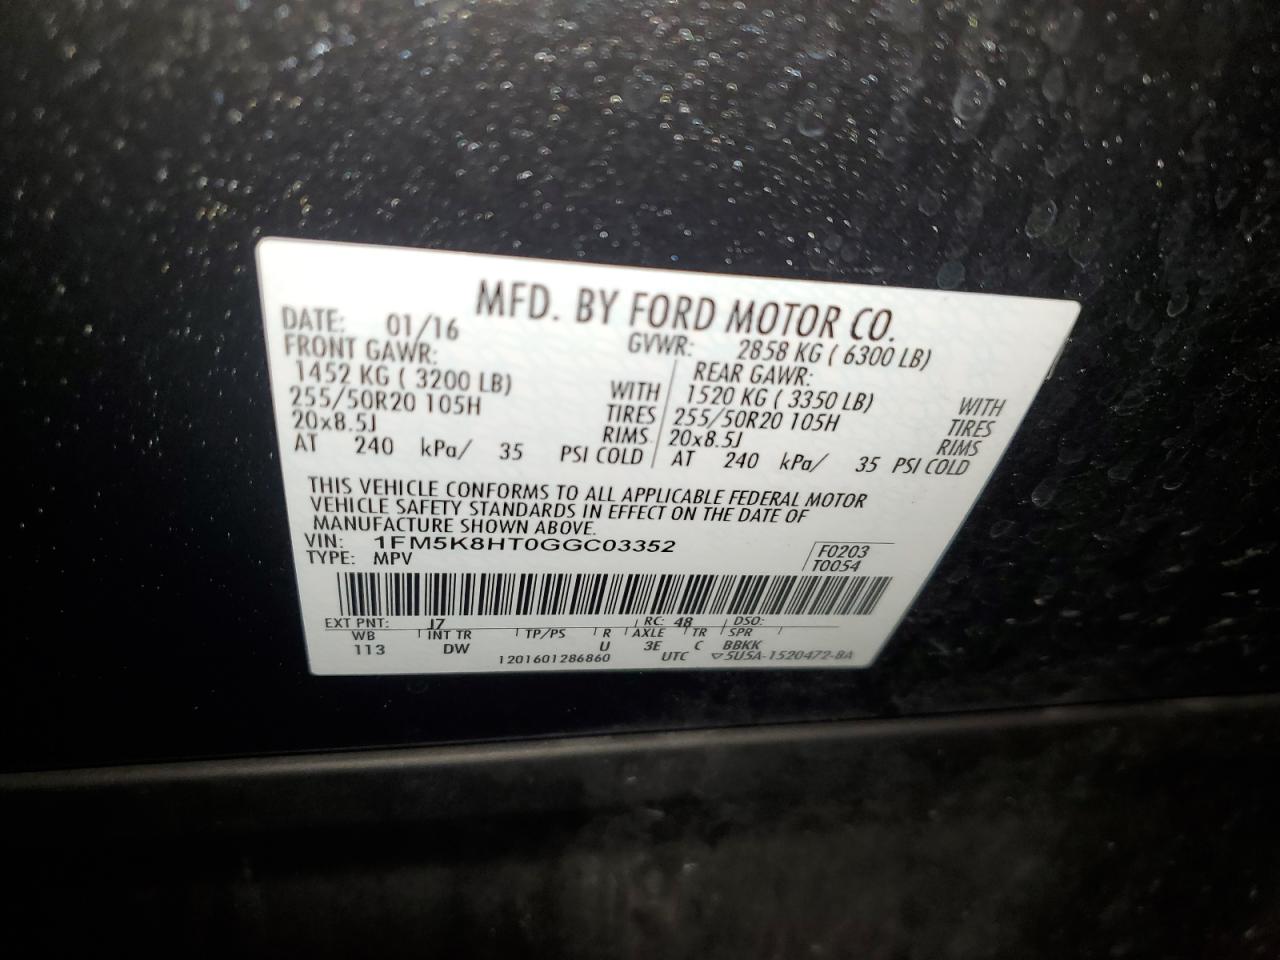 MFD. BY FORD MOTOR CO.
DATE: 01/16 GVWR: 2858 KG ( 6300 LB)
FRONT GAWR: REAR GAWR:
1452 KG ( 3200 LB) WITH 1520 KG ( 3350 LB) WITH
255/50R20 105H TIRES 255/50R20 105H TIRES
20x8.5J RIMS 20x8.5J RIMS
AT 240 kPa/ 35 PSI COLD AT 240 kPa/ 35 PSI COLD
THIS VEHICLE CONFORMS TO ALL APPLICABLE FEDERAL MOTOR
VEHICLE SAFETY STANDARDS IN EFFECT ON THE DATE OF
MANUFACTURE SHOWN ABOVE.
VIN: 1FM5K8HT0GGC03352 F0203
TYPE: MPV T0054
EXT PNT: J7 RC: 48 DSO:
WB INT TR TP/PS R AXLE TR SPR
113 DW U 3E C BBKK
1201601286860 UTC ▽5U5A-1520472-BA